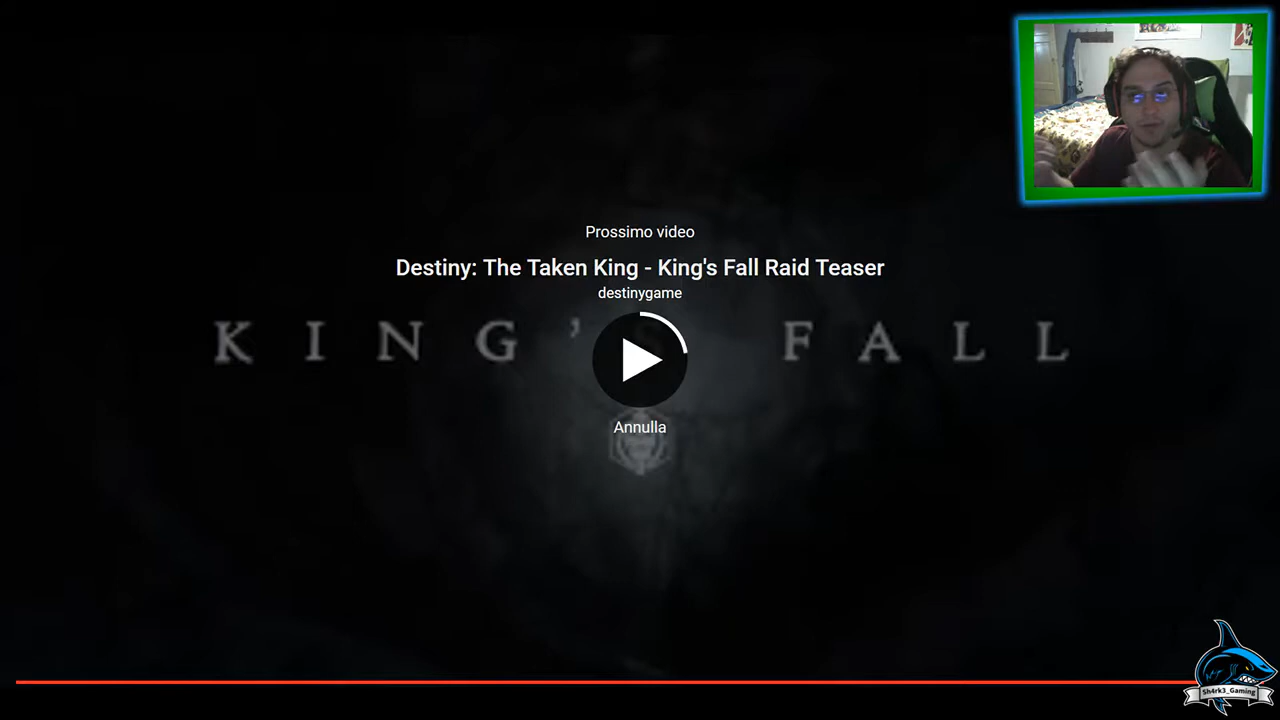 Prossimo video
Destiny: The Taken King - King's Fall Raid Teaser
destinygame
KING'S FALL
Annulla
Sh4rk3_Gaming